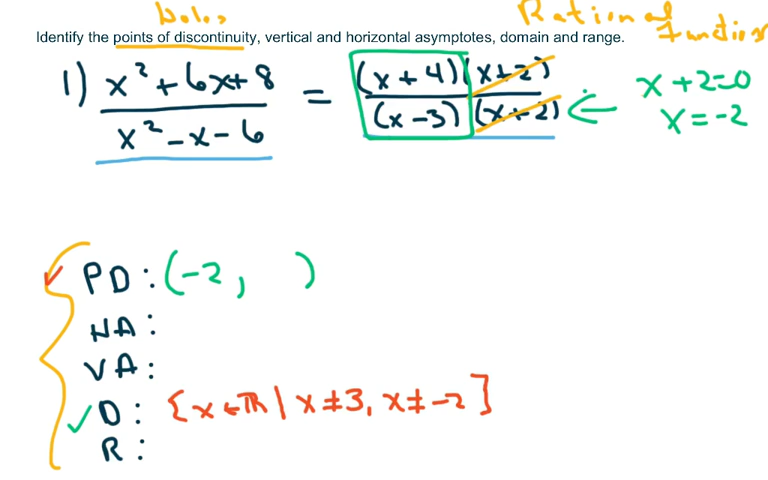 Holes
Rational Functions
Identify the points of discontinuity, vertical and horizontal asymptotes, domain and range.
1) x² + 6x + 8 / x² - x - 6 = (x + 4)(x + 2) / (x - 3)(x + 2) ⇐ x + 2 = 0
x = -2
PD: (-2, )
HA:
VA:
✓ D: {x ∈ ℝ | x ≠ 3, x ≠ -2}
R: